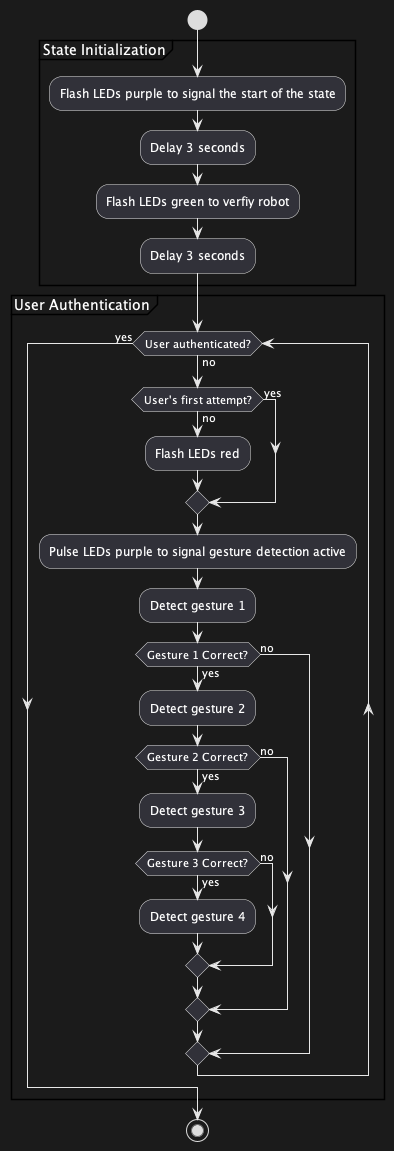 State Initialization
Flash LEDs purple to signal the start of the state
Delay 3 seconds
Flash LEDs green to verfiy robot
Delay 3 seconds
User Authentication
yes
User authenticated?
no
User's first attempt?
yes
no
Flash LEDs red
Pulse LEDs purple to signal gesture detection active
Detect gesture 1
Gesture 1 Correct?
no
yes
Detect gesture 2
Gesture 2 Correct?
no
yes
Detect gesture 3
Gesture 3 Correct?
no
yes
Detect gesture 4